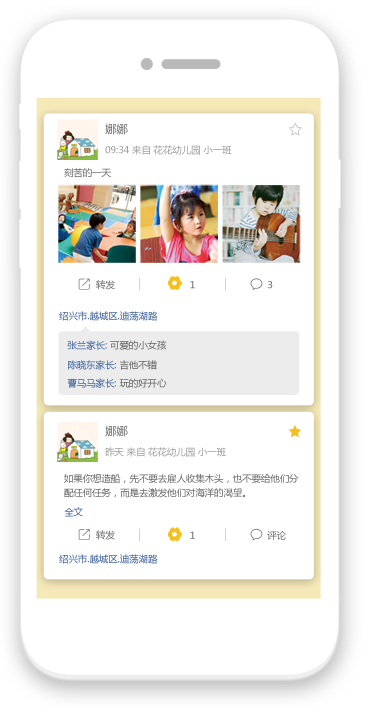 娜娜
09:34 来自 花花幼儿园 小一班
刻苦的一天
转发 1 3
绍兴市.越城区.迪荡湖路
张兰家长: 可爱的小女孩
陈晓东家长: 吉他不错
曹马马家长: 玩的好开心
娜娜
昨天 来自 花花幼儿园 小一班
如果你想造船，先不要去雇人收集木头，也不要给他们分
配任何任务，而是去激发他们对海洋的渴望。
全文
转发 1 评论
绍兴市.越城区.迪荡湖路